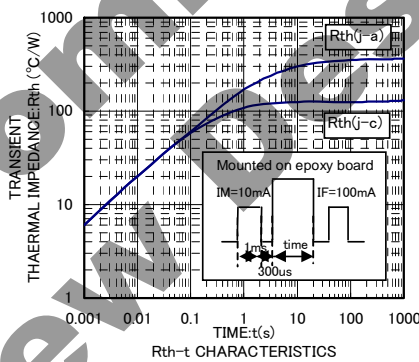 1000
Rth(j-a)
100
Rth(j-c)
Mounted on epoxy board
IM=10mA
IF=100mA
10
1ms
time
300us
1
0.001
0.01
0.1
1
10
100
1000
TRANSIENT
THAERMAL IMPEDANCE:Rth (℃/W)
TIME:t(s)
Rth-t CHARACTERISTICS